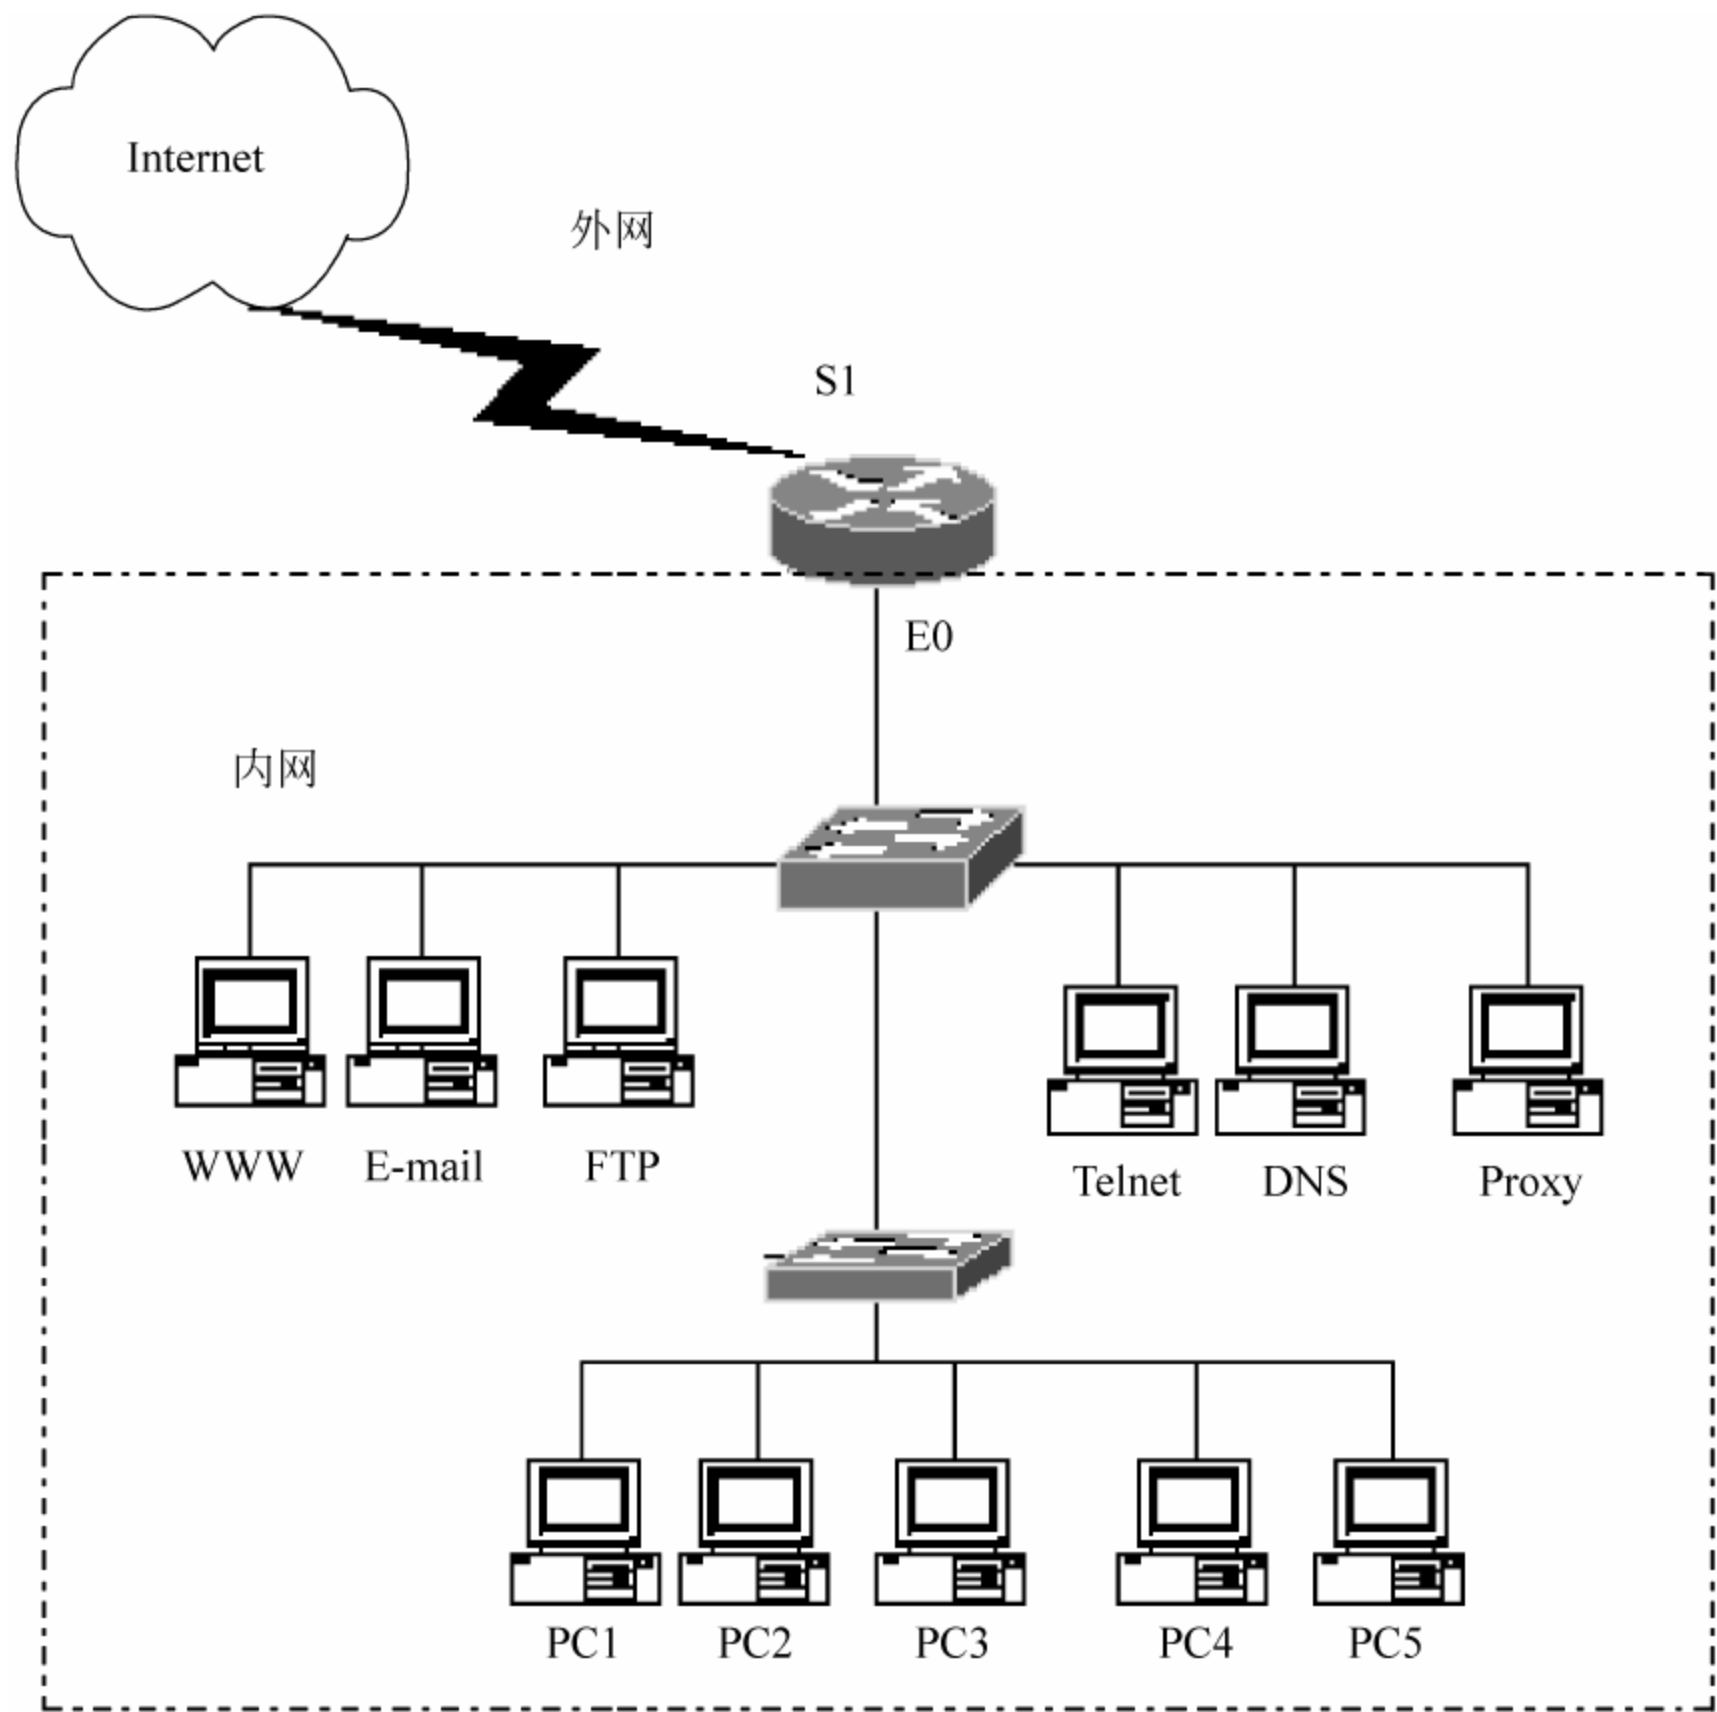 Internet
外网
S1
E0
内网
WWW E-mail FTP
Telnet DNS Proxy
PC1 PC2 PC3 PC4 PC5